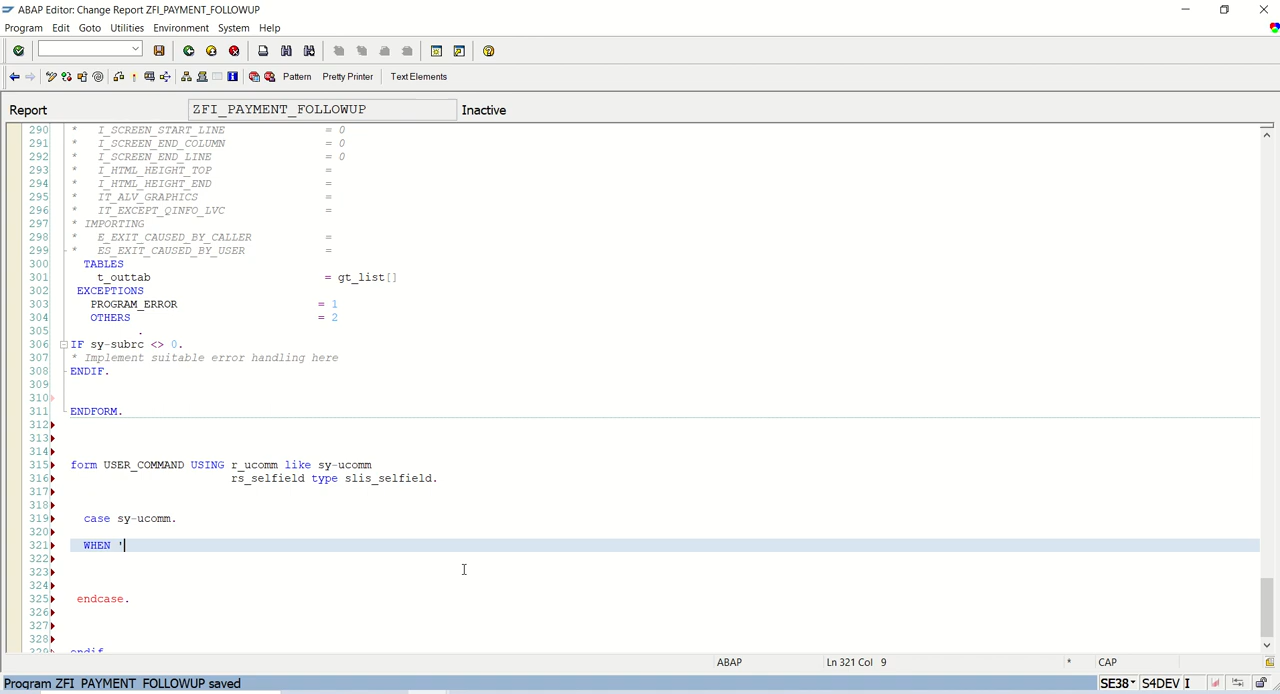 ABAP Editor: Change Report ZFI_PAYMENT_FOLLOWUP
Program Edit Goto Utilities Environment System Help
Pattern Pretty Printer Text Elements
Report ZFI_PAYMENT_FOLLOWUP Inactive
290 * I_SCREEN_START_LINE = 0
291 * I_SCREEN_END_COLUMN = 0
292 * I_SCREEN_END_LINE = 0
293 * I_HTML_HEIGHT_TOP =
294 * I_HTML_HEIGHT_END =
295 * IT_ALV_GRAPHICS =
296 * IT_EXCEPT_QINFO_LVC =
297 * IMPORTING
298 * E_EXIT_CAUSED_BY_CALLER =
299 * ES_EXIT_CAUSED_BY_USER =
300 TABLES
301 t_outtab = gt_list[]
302 EXCEPTIONS
303 PROGRAM_ERROR = 1
304 OTHERS = 2
305 .
306 IF sy-subrc <> 0.
307 * Implement suitable error handling here
308 ENDIF.
309
310
311 ENDFORM.
312
313
314
315 form USER_COMMAND USING r_ucomm like sy-ucomm
316 rs_selfield type slis_selfield.
317
318
319 case sy-ucomm.
320
321 WHEN '
322
323
324
325 endcase.
326
327
328
329 endif
ABAP Ln 321 Col 9 * CAP
Program ZFI_PAYMENT_FOLLOWUP saved SE38 S4DEV I